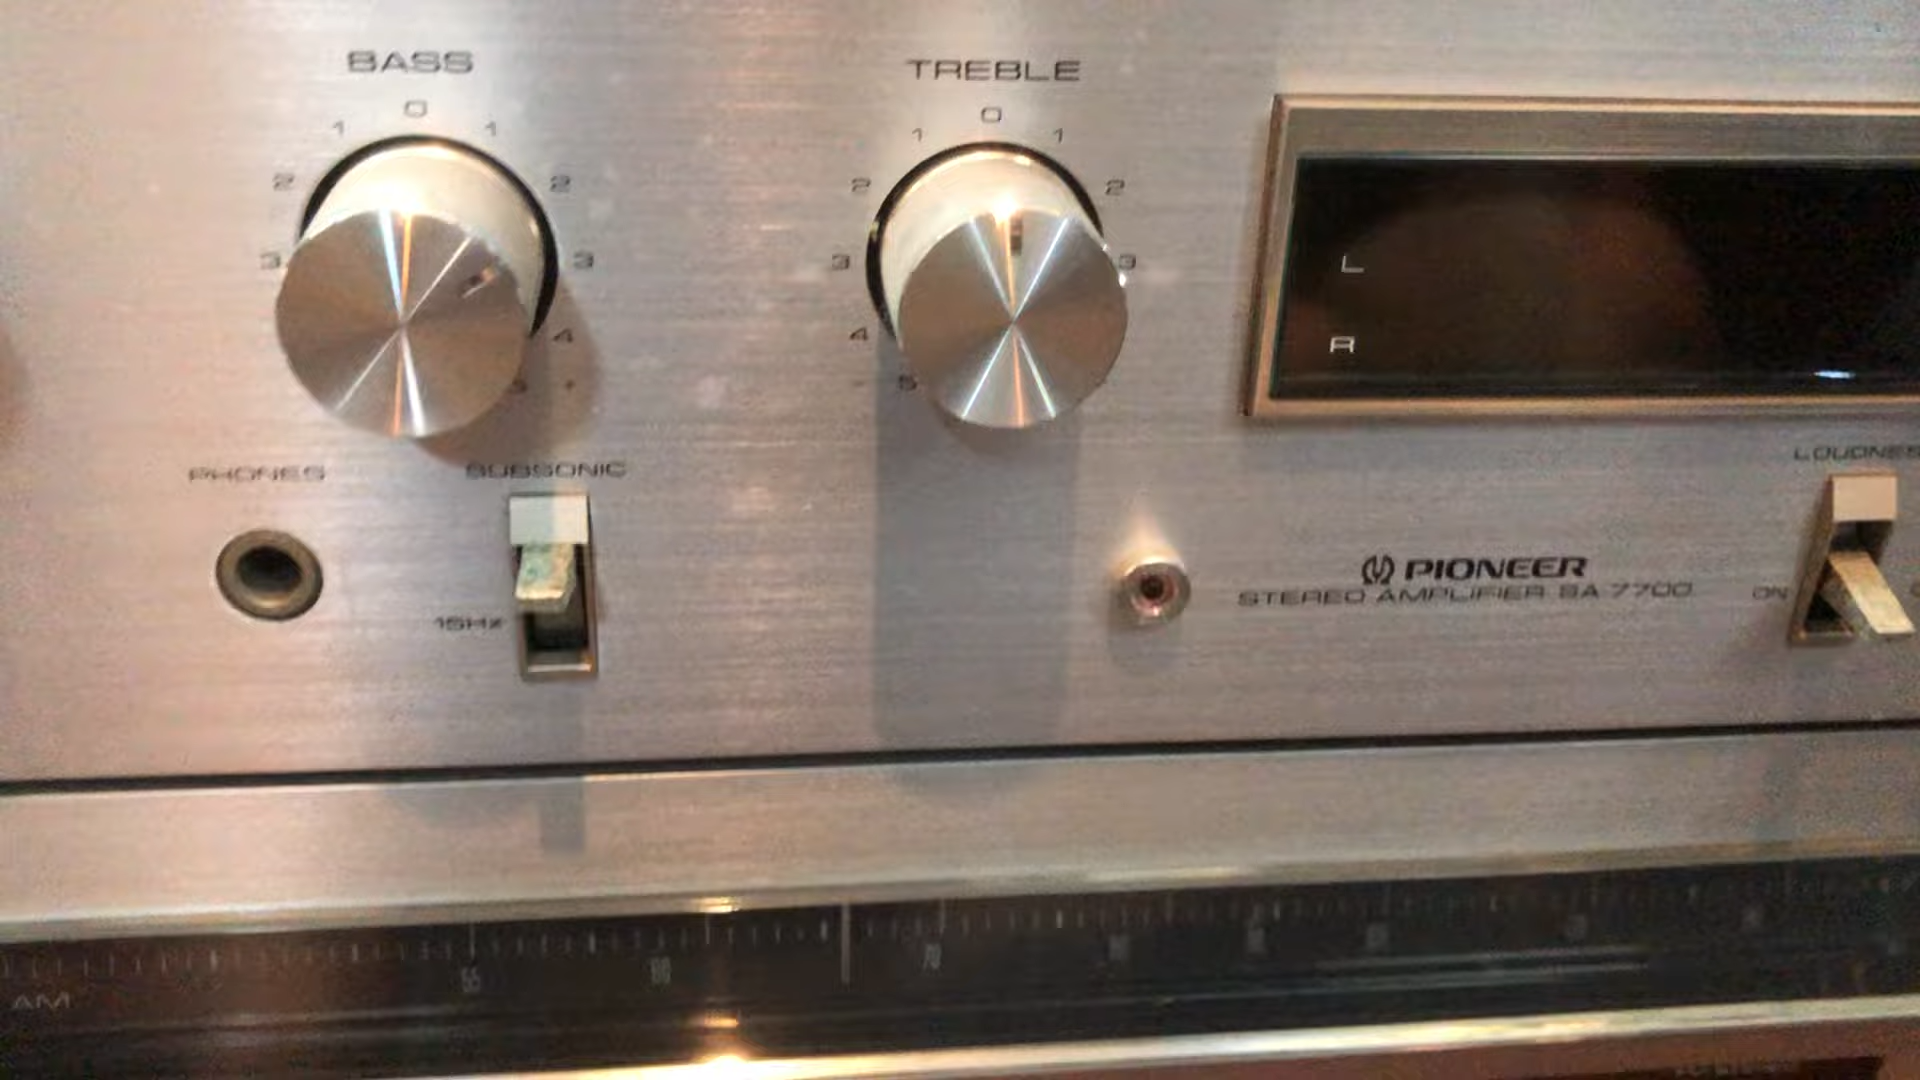 BASS
TREBLE
0
0
1 1
1 1
2 2
2 2
3 3
3 3
4
4
5
L
R
PHONES
SUBSONIC
15Hz
LOUDNES
ON
PIONEER
STEREO AMPLIFIER SA 7700
55
60
70
AM